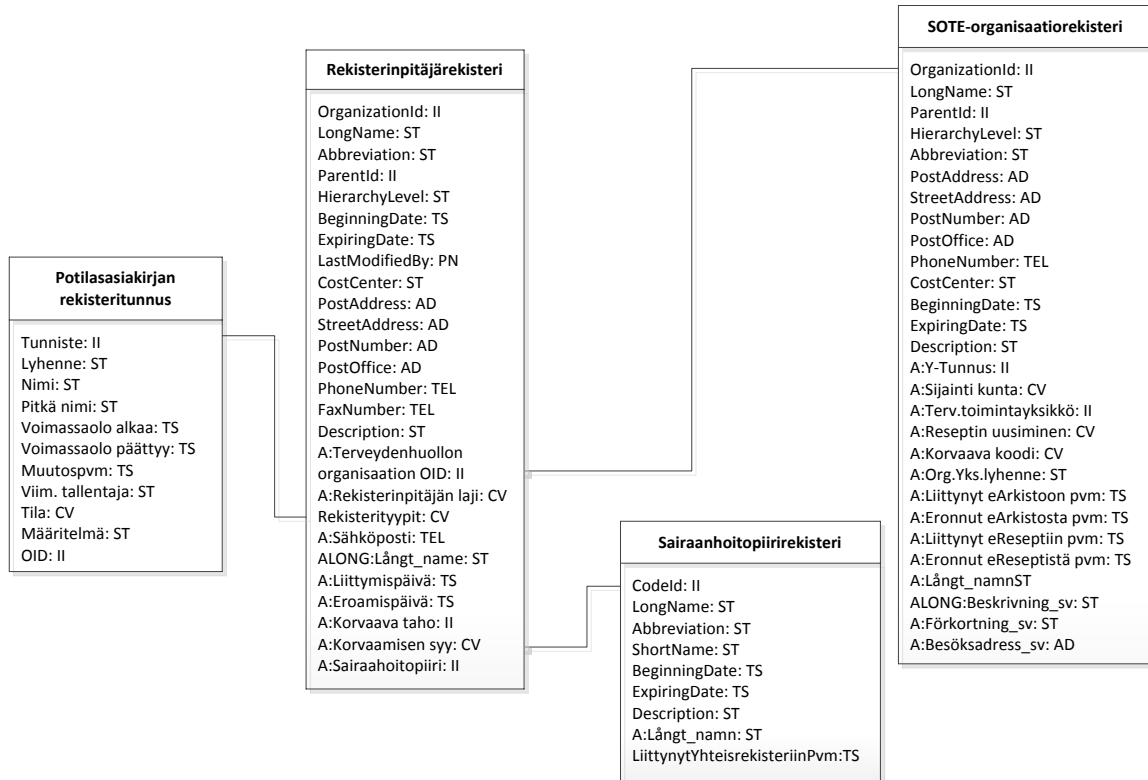 Potilasasiakirjan
rekisteritunnus
Tunniste: II
Lyhenne: ST
Nimi: ST
Pitkä nimi: ST
Voimassaolo alkaa: TS
Voimassaolo päättyy: TS
Muutospvm: TS
Viim. tallentaja: ST
Tila: CV
Määritelmä: ST
OID: II
Rekisterinpitäjärekisteri
OrganizationId: II
LongName: ST
Abbreviation: ST
ParentId: II
HierarchyLevel: ST
BeginningDate: TS
ExpiringDate: TS
LastModifiedBy: PN
CostCenter: ST
PostAddress: AD
StreetAddress: AD
PostNumber: AD
PostOffice: AD
PhoneNumber: TEL
FaxNumber: TEL
Description: ST
A:Terveydenhuollon
organisaation OID: II
A:Rekisterinpitäjän laji: CV
Rekisterityypit: CV
A:Sähköposti: TEL
ALONG:Långt_name: ST
A:Liittymispäivä: TS
A:Eroamispäivä: TS
A:Korvaava taho: II
A:Korvaamisen syy: CV
A:Sairaahoitopiiri: II
Sairaanhoitopiirirekisteri
CodeId: II
LongName: ST
Abbreviation: ST
ShortName: ST
BeginningDate: TS
ExpiringDate: TS
Description: ST
A:Långt_namn: ST
LiittynytYhteisrekisteriinPvm:TS
SOTE-organisaatiorekisteri
OrganizationId: II
LongName: ST
ParentId: II
HierarchyLevel: ST
Abbreviation: ST
PostAddress: AD
StreetAddress: AD
PostNumber: AD
PostOffice: AD
PhoneNumber: TEL
CostCenter: ST
BeginningDate: TS
ExpiringDate: TS
Description: ST
A:Y-Tunnus: II
A:Sijainti kunta: CV
A:Terv.toimintayksikkö: II
A:Reseptin uusiminen: CV
A:Korvaava koodi: CV
A:Org.Yks.lyhenne: ST
A:Liittynyt eArkistoon pvm: TS
A:Eronnut eArkistosta pvm: TS
A:Liittynyt eReseptiin pvm: TS
A:Eronnut eReseptistä pvm: TS
A:Långt_namnST
ALONG:Beskrivning_sv: ST
A:Förkortning_sv: ST
A:Besöksadress_sv: AD